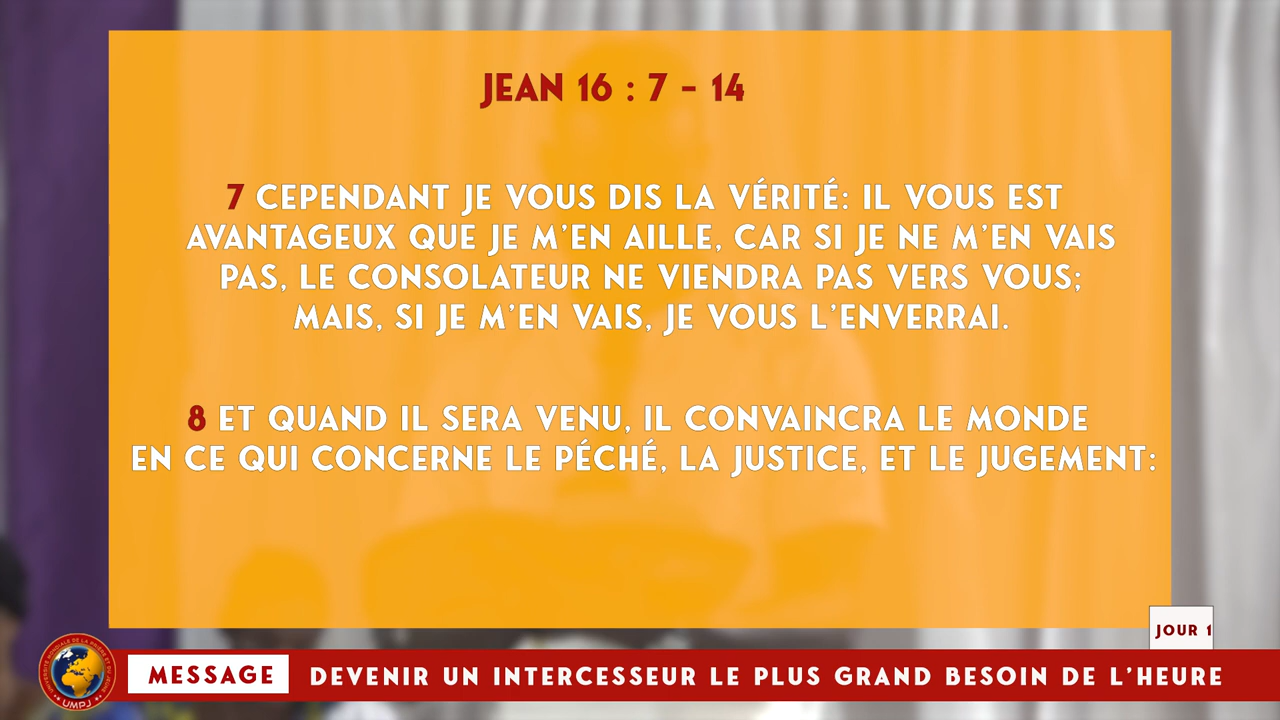 JEAN 16 : 7 - 14
7 CEPENDANT JE VOUS DIS LA VÉRITÉ: IL VOUS EST
AVANTAGEUX QUE JE M'EN AILLE, CAR SI JE NE M'EN VAIS
PAS, LE CONSOLATEUR NE VIENDRA PAS VERS VOUS;
MAIS, SI JE M'EN VAIS, JE VOUS L'ENVERRAI.
8 ET QUAND IL SERA VENU, IL CONVAINCRA LE MONDE
EN CE QUI CONCERNE LE PÉCHÉ, LA JUSTICE, ET LE JUGEMENT:
JOUR 1
MESSAGE
DEVENIR UN INTERCESSEUR LE PLUS GRAND BESOIN DE L'HEURE
UMPJ